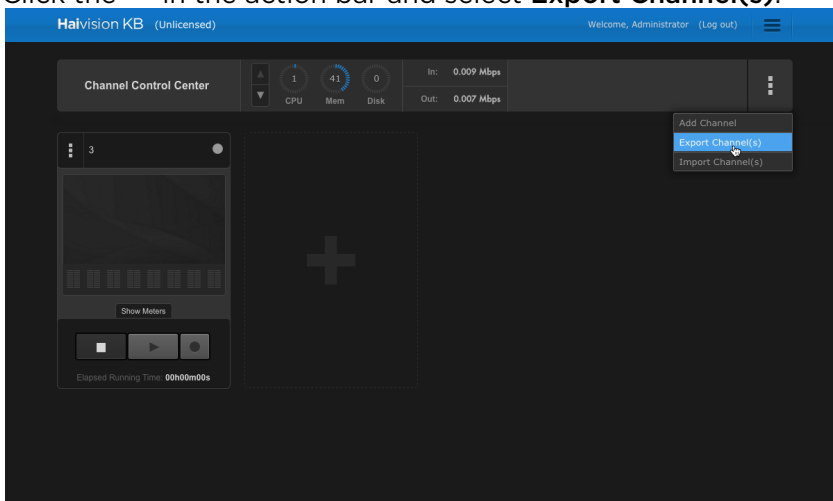 Click the in the action bar and select Export Channel(s).
Haivision KB (Unlicensed)
Welcome, Administrator (Log out)
Channel Control Center
1
41
0
CPU Mem Disk
In: 0.009 Mbps
Out: 0.007 Mbps
Add Channel
Export Channel(s)
Import Channel(s)
3
Show Meters
Elapsed Running Time: 00h00m00s